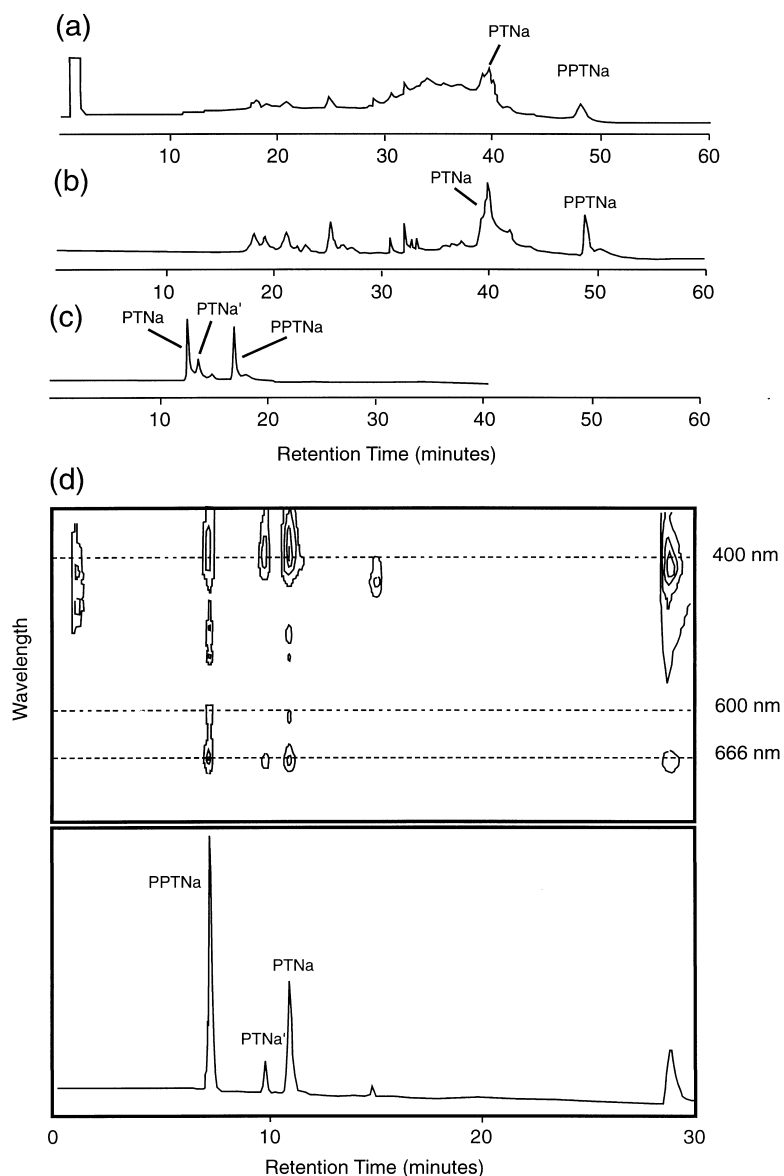 (a)
PTNa
PPTNa
10 20 30 40 50 60
(b)
PTNa
PPTNa
10 20 30 40 50 60
(c)
PTNa PTNa' PPTNa
10 20 30 40 50 60
Retention Time (minutes)
(d)
Wavelength
400 nm
600 nm
666 nm
PPTNa
PTNa
PTNa'
0 10 20 30
Retention Time (minutes)